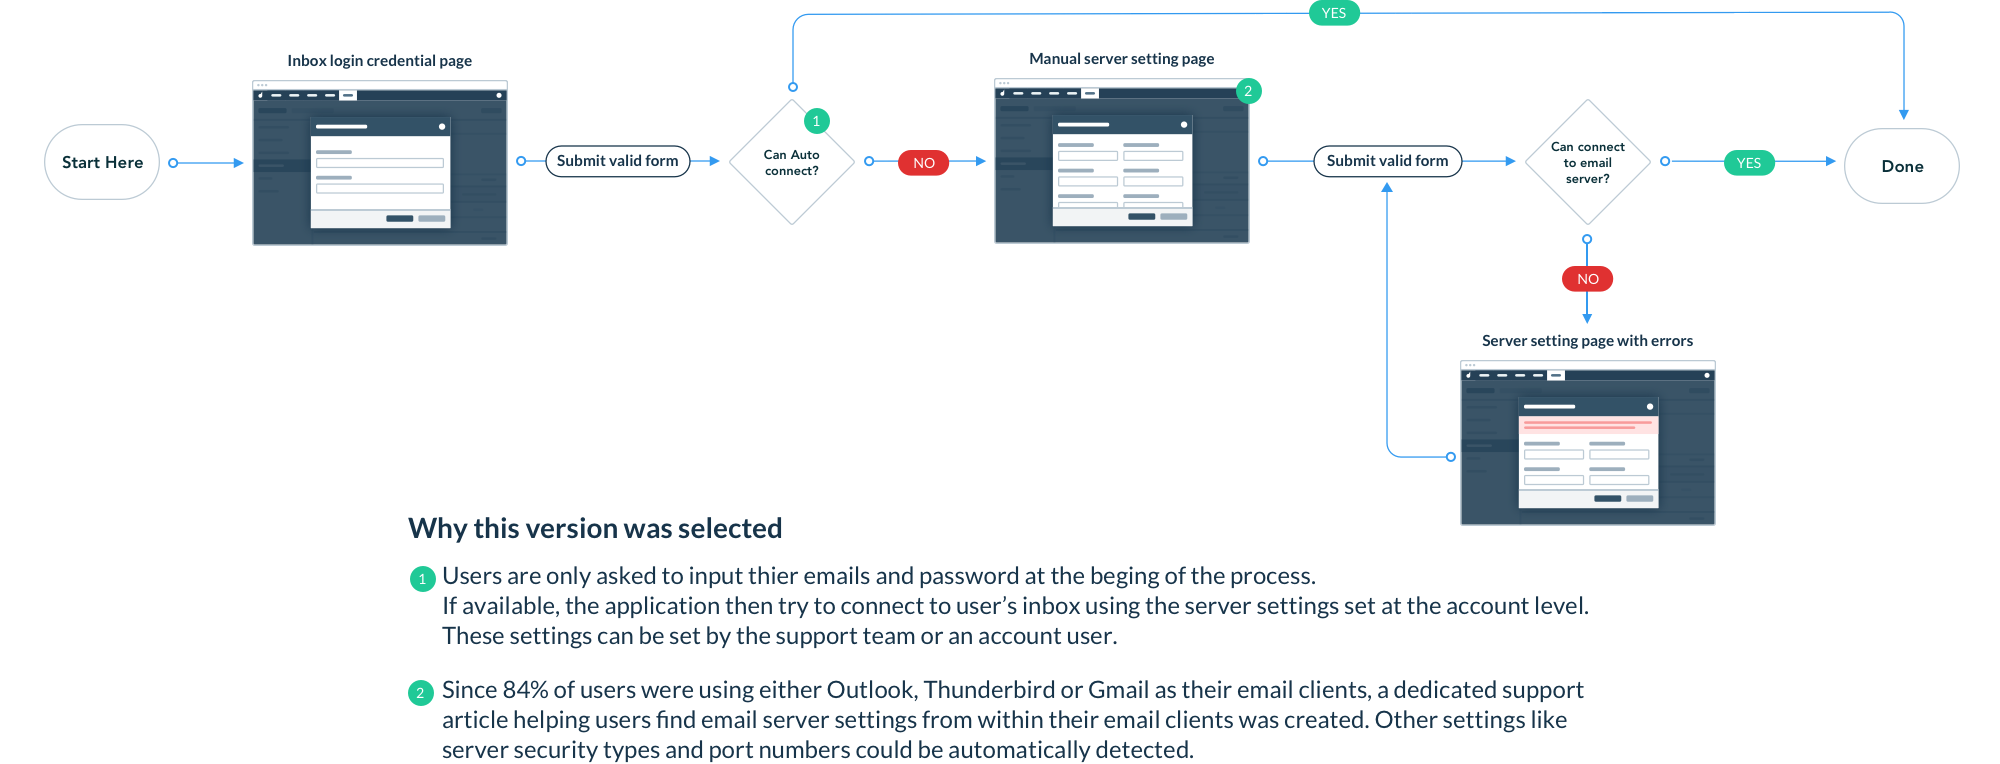 YES
Inbox login credential page
Manual server setting page
2
1
Start Here
Submit valid form
Can Auto
connect?
NO
Submit valid form
Can connect
to email
server?
YES
Done
NO
Server setting page with errors
Why this version was selected
1 Users are only asked to input thier emails and password at the beging of the process.
If available, the application then try to connect to user’s inbox using the server settings set at the account level.
These settings can be set by the support team or an account user.
2 Since 84% of users were using either Outlook, Thunderbird or Gmail as their email clients, a dedicated support
article helping users find email server settings from within their email clients was created. Other settings like
server security types and port numbers could be automatically detected.